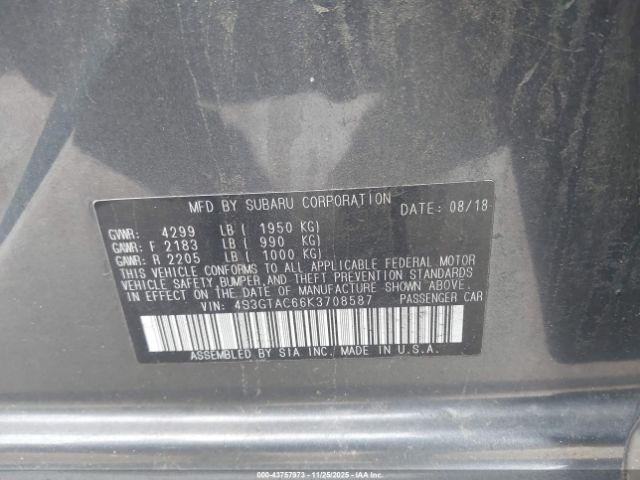 MFD BY SUBARU CORPORATION DATE: 08/18
GVWR: 4299 LB ( 1950 KG)
GAWR: F 2183 LB ( 990 KG)
GAWR: R 2205 LB ( 1000 KG)
THIS VEHICLE CONFORMS TO ALL APPLICABLE FEDERAL MOTOR
VEHICLE SAFETY, BUMPER, AND THEFT PREVENTION STANDARDS
IN EFFECT ON THE DATE OF MANUFACTURE SHOWN ABOVE.
VIN: 4S3GTAC66K3708587 PASSENGER CAR
ASSEMBLED BY SIA INC. MADE IN U.S.A.
000-43757973 - 11/25/2025 - COPYRIGHT IAA, LLC.